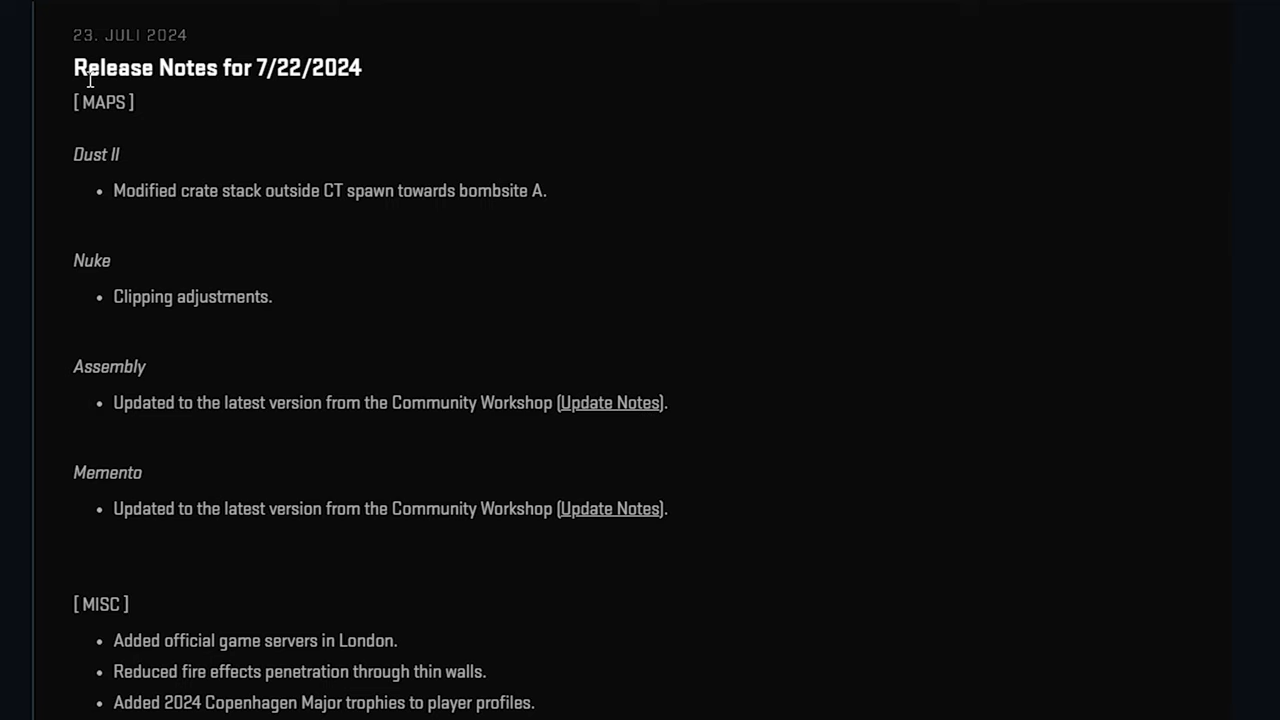 23. JULI 2024
Release Notes for 7/22/2024
[ MAPS ]
Dust II
• Modified crate stack outside CT spawn towards bombsite A.
Nuke
• Clipping adjustments.
Assembly
• Updated to the latest version from the Community Workshop (Update Notes).
Memento
• Updated to the latest version from the Community Workshop (Update Notes).
[ MISC ]
• Added official game servers in London.
• Reduced fire effects penetration through thin walls.
• Added 2024 Copenhagen Major trophies to player profiles.